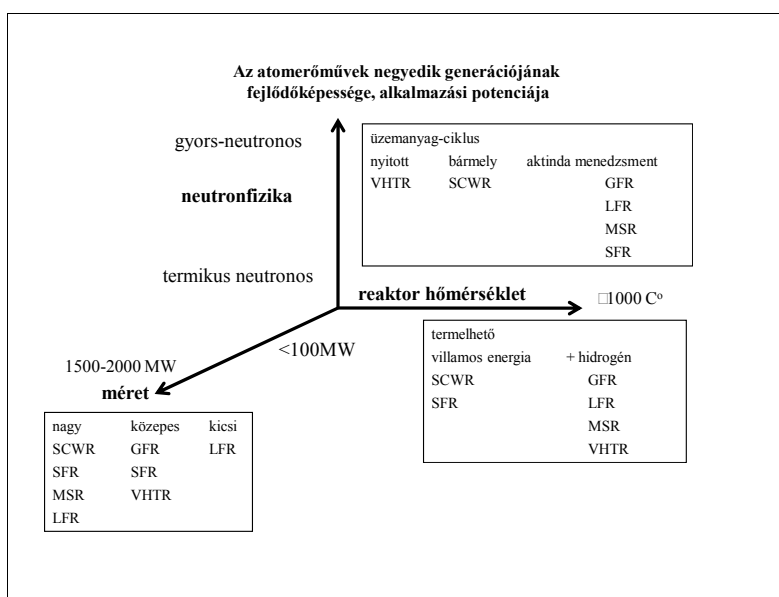 Az atomerőművek negyedik generációjának
fejlődőképessége, alkalmazási potenciája
gyors-neutronos
neutronfizika
termikus neutronos
üzemanyag-ciklus
nyitott bármely aktinda menedzsment
VHTR SCWR GFR
LFR
MSR
SFR
reaktor hőmérséklet
□1000 Cº
<100MW
1500-2000 MW
méret
termelhető
villamos energia + hidrogén
SCWR GFR
SFR LFR
MSR
VHTR
nagy közepes kicsi
SCWR GFR LFR
SFR SFR
MSR VHTR
LFR